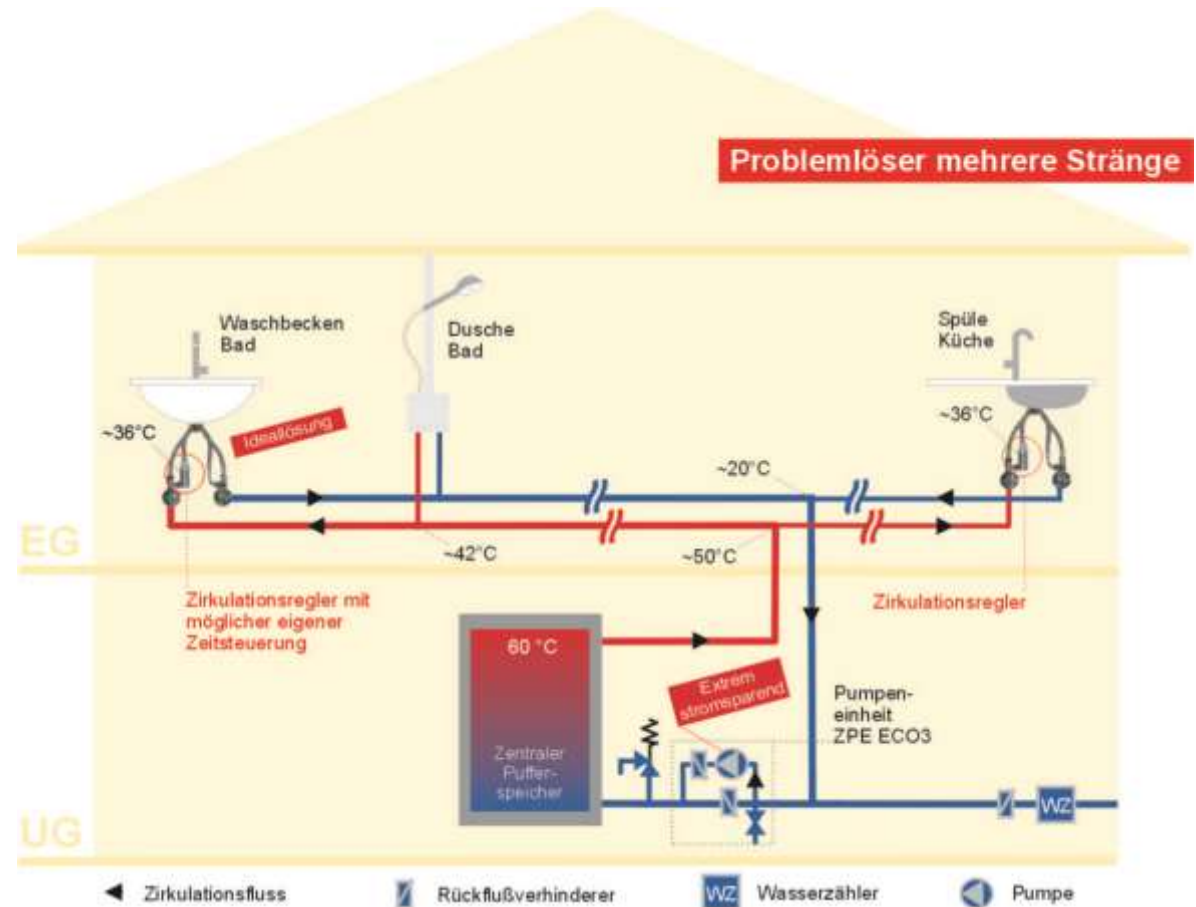 Problemlöser mehrere Stränge
Waschbecken
Bad
Dusche
Bad
Spüle
Küche
~36°C
Ideallösung
~36°C
~20°C
~42°C
~50°C
EG
Zirkulationsregler mit
möglicher eigener
Zeitsteuerung
Zirkulationsregler
60 °C
Extrem
stromsparend
Pumpen-
einheit
ZPE ECO3
Zentraler
Puffer-
speicher
WZ
UG
Zirkulationsfluss
Rückflußverhinderer
WZ
Wasserzähler
Pumpe